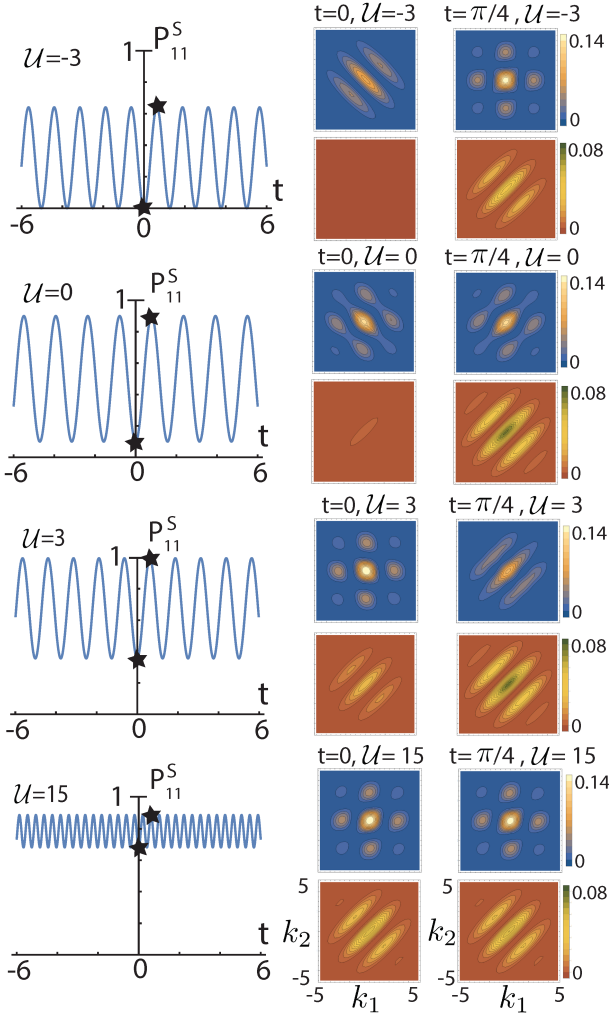 𝒰=-3
1 P^S_11
t
-6 0 6
t=0, 𝒰=-3
t=π/4, 𝒰=-3
0.14
0
0.08
0
𝒰=0
1 P^S_11
t
-6 0 6
t=0, 𝒰=0
t=π/4, 𝒰=0
0.14
0
0.08
0
𝒰=3
1 P^S_11
t
-6 0 6
t=0, 𝒰=3
t=π/4, 𝒰=3
0.14
0
0.08
0
𝒰=15
1 P^S_11
t
-6 0 6
t=0, 𝒰=15
t=π/4, 𝒰=15
0.14
0
5
k_2
-5
-5 k_1 5
5
k_2
-5
-5 k_1 5
0.08
0